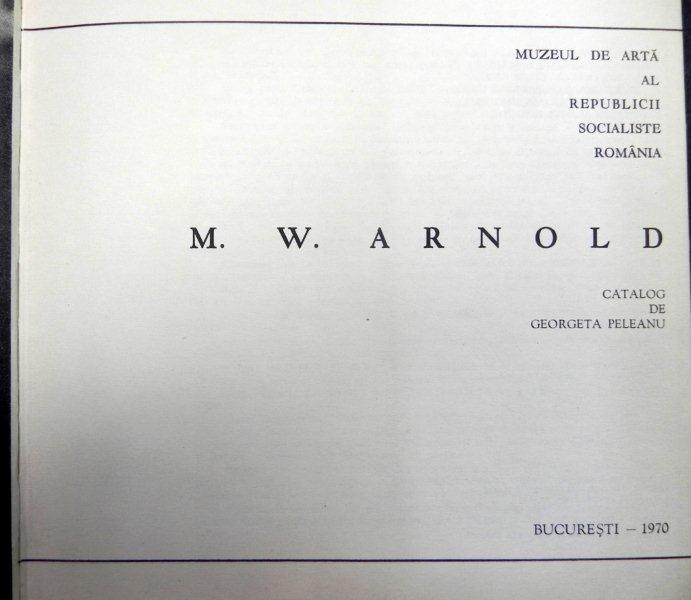 MUZEUL DE ARTĂ
AL
REPUBLICII
SOCIALISTE
ROMÂNIA
M. W. ARNOLD
CATALOG
DE
GEORGETA PELEANU
BUCUREȘTI – 1970